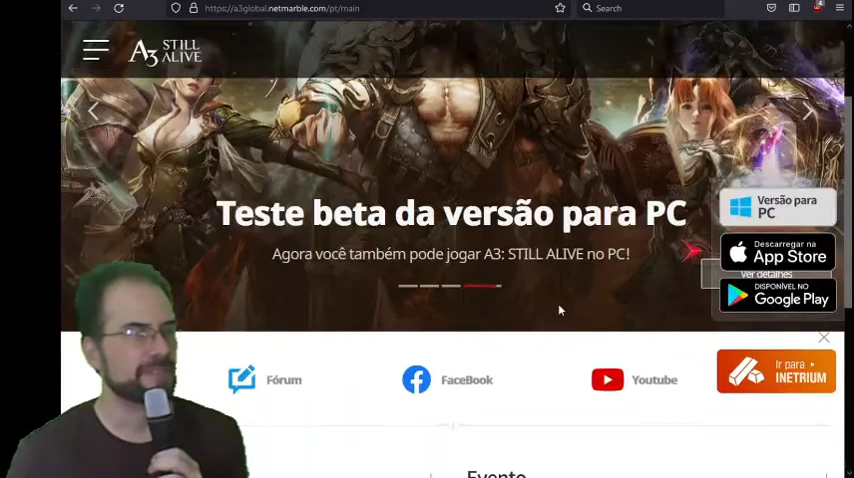 https://a3global.netmarble.com/pt/main
Search
4
A3 STILL
ALIVE
Teste beta da versão para PC
Agora você também pode jogar A3: STILL ALIVE no PC!
Versão para
PC
Descarregar na
App Store
Ver detalhes
DISPONÍVEL NO
Google Play
Fórum
FaceBook
Youtube
Ir para
INETRIUM
Evento